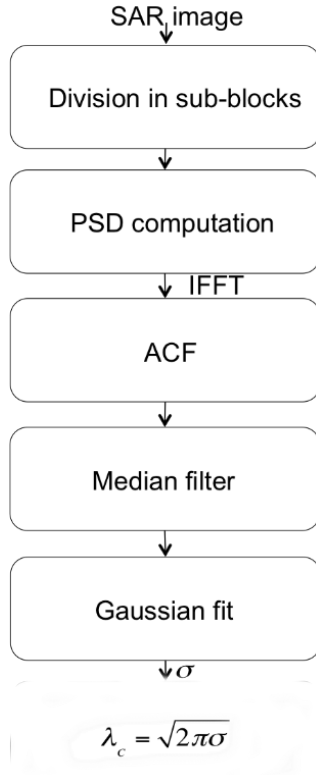 SAR image
Division in sub-blocks
PSD computation
IFFT
ACF
Median filter
Gaussian fit
σ
λc = √2πσ